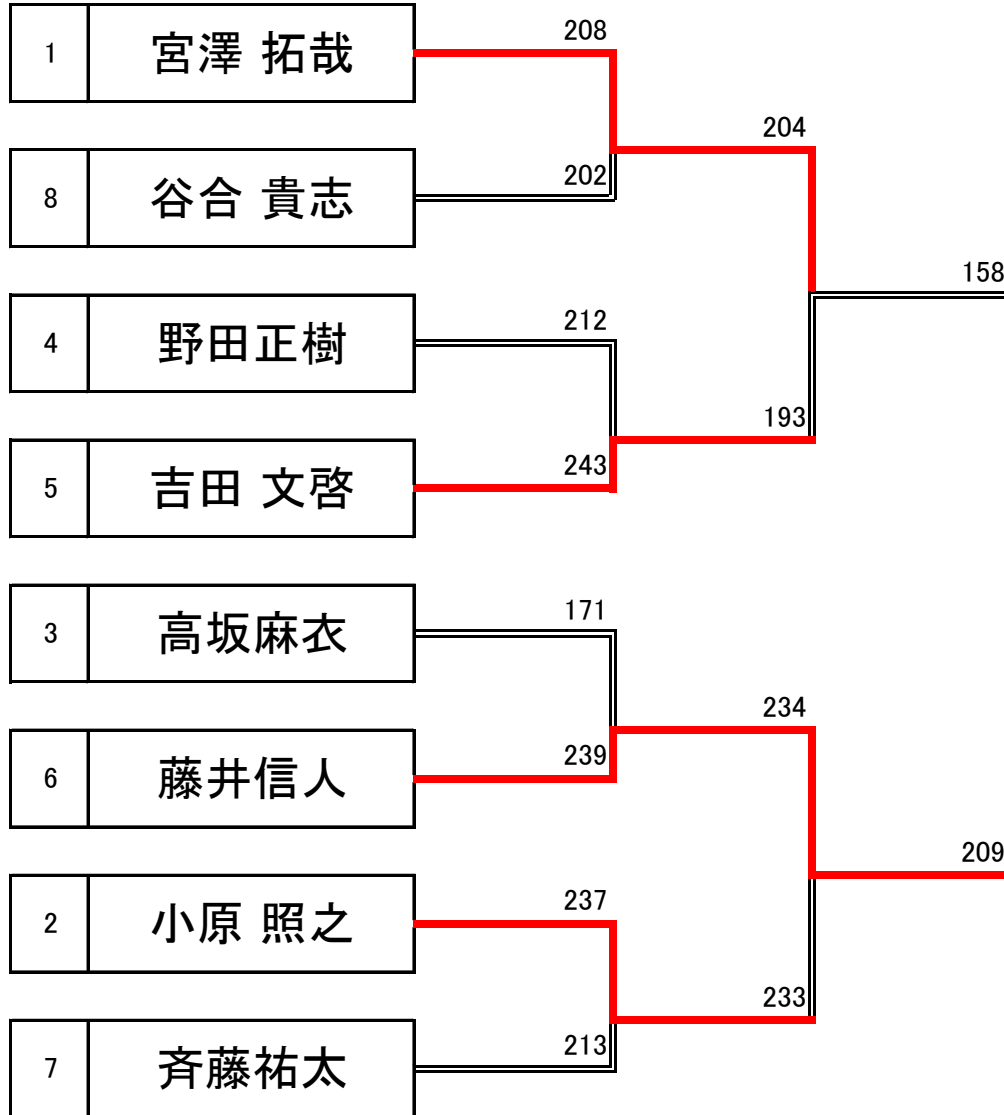 208
1 宮澤 拓哉
204
202
8 谷合 貴志
158
212
4 野田正樹
193
243
5 吉田 文啓
171
3 高坂麻衣
234
239
6 藤井信人
209
237
2 小原 照之
233
213
7 斉藤祐太